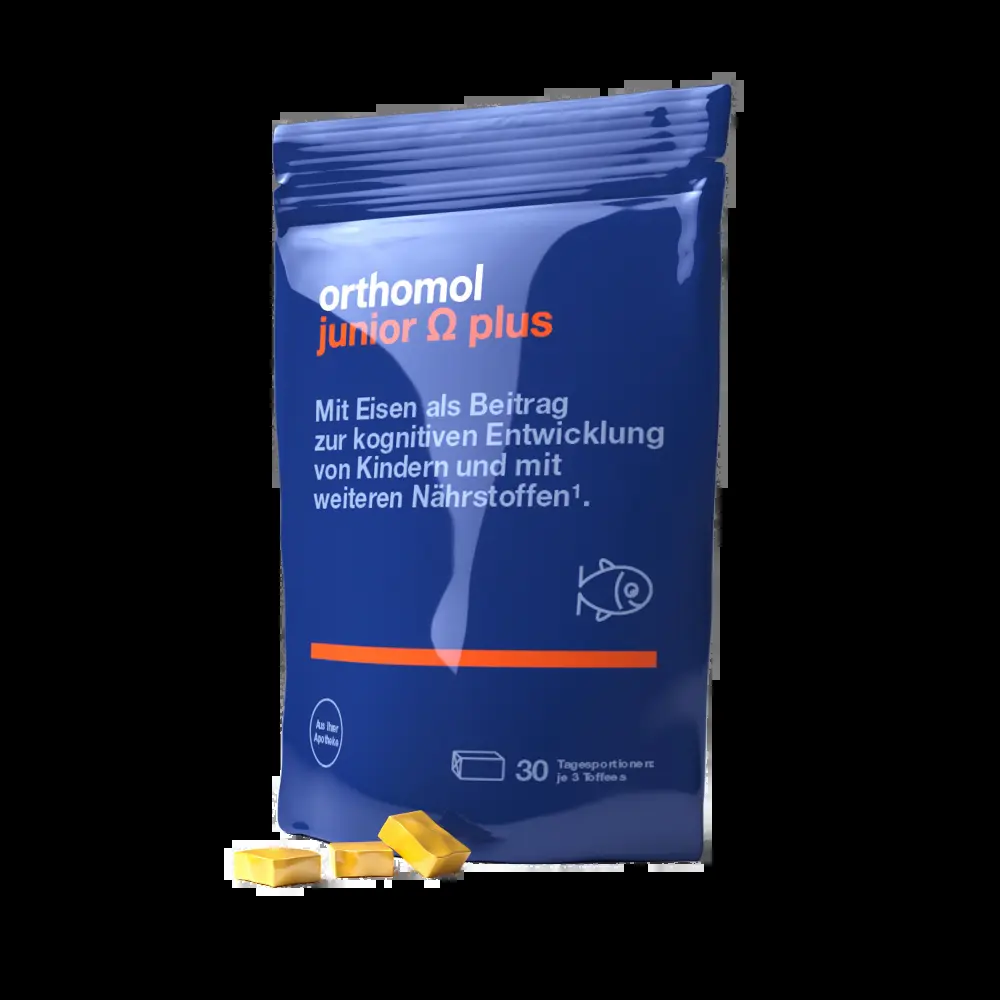 orthomol
junior Ω plus
Mit Eisen als Beitrag
zur kognitiven Entwicklung
von Kindern und mit
weiteren Nährstoffen¹.
Aus Ihrer
Apotheke
30
Tagesportionen:
je 3 Toffees